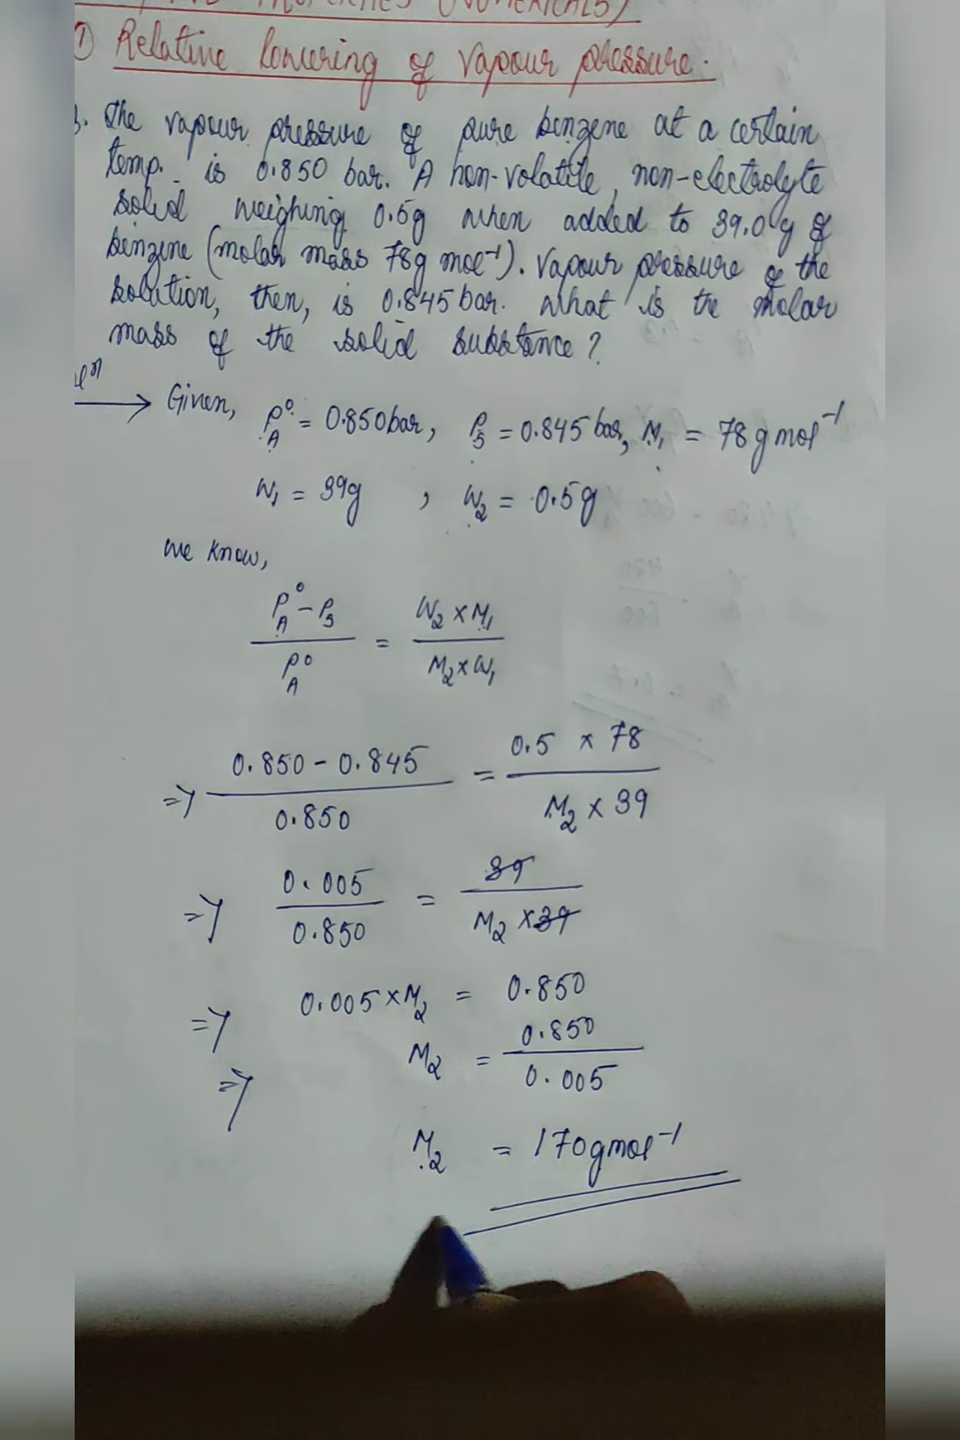 PROPERTIES (NUMERICALS)
① Relative lowering of vapour pressure.
3. The vapour pressure of pure benzene at a certain
temp. is 0.850 bar. A non-volatile, non-electrolyte
solid weighing 0.5g when added to 39.0g of
benzene (molar mass 78g mol⁻¹). Vapour pressure of the
solution, then, is 0.845 bar. What is the molar
mass of the solid substance?
Given, P°A = 0.850bar, Ps = 0.845 bar, M₁ = 78g mol⁻¹
W₁ = 39g , W₂ = 0.5g
we know,
P°A – Ps / P°A = W₂ × M₁ / M₂ × W₁
⇒ 0.850 – 0.845 / 0.850 = 0.5 × 78 / M₂ × 39
⇒ 0.005 / 0.850 = 39 / M₂ × 39
⇒ 0.005 × M₂ = 0.850
⇒ M₂ = 0.850 / 0.005
M₂ = 170gmol⁻¹